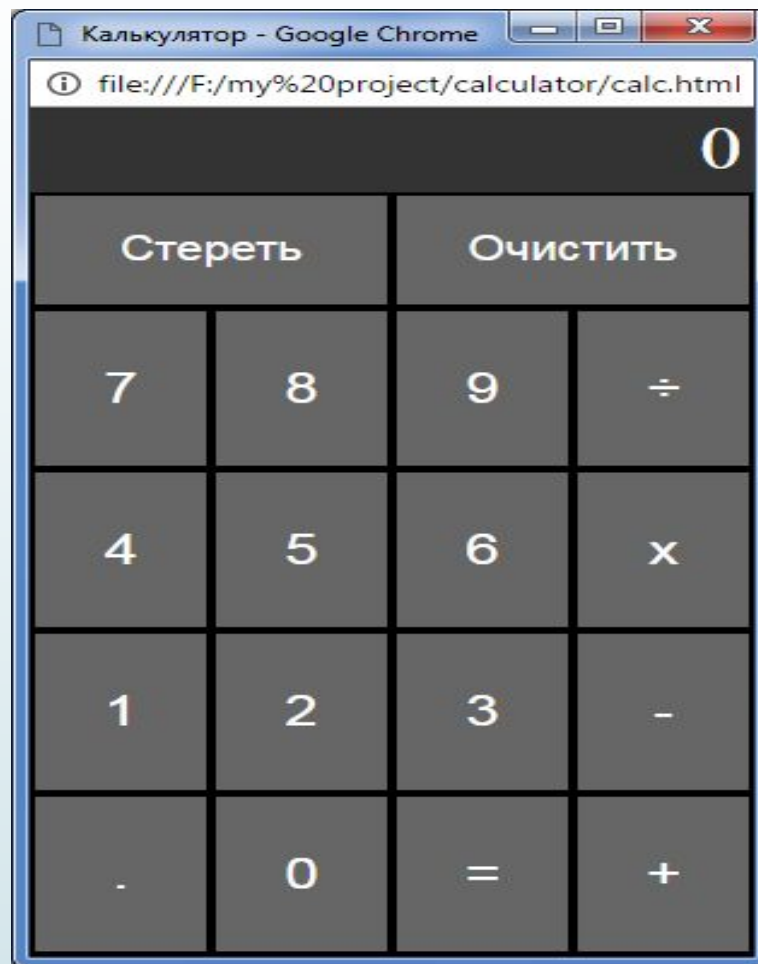 Калькулятор - Google Chrome
file:///F:/my%20project/calculator/calc.html
0
Стереть Очистить
7 8 9 ÷
4 5 6 x
1 2 3 -
. 0 = +